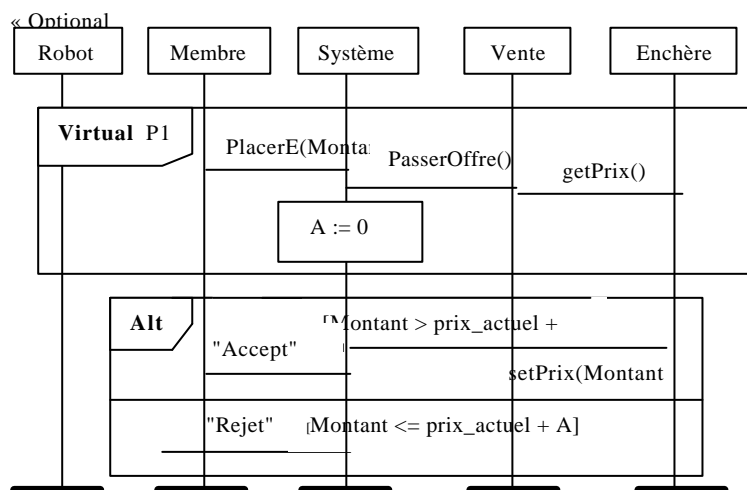 « Optional
Robot Membre Système Vente Enchère
Virtual P1
PlacerE(Monta
PasserOffre()
getPrix()
A := 0
Alt
[Montant > prix_actuel +
"Accept"
setPrix(Montant
"Rejet" [Montant <= prix_actuel + A]